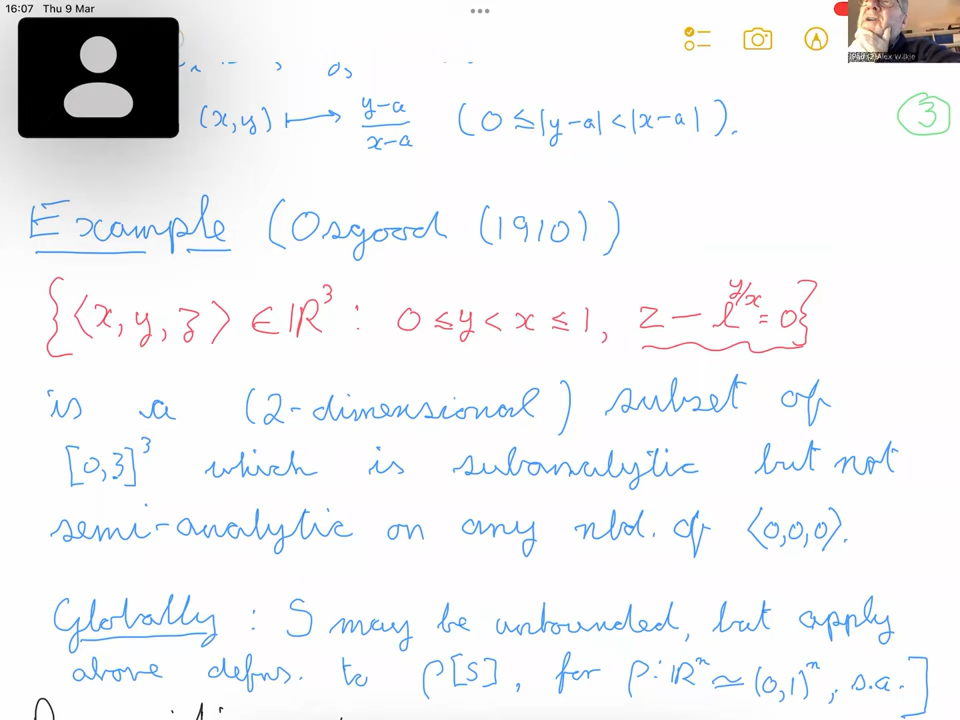 16:07 Thu 9 Mar
(x,y) ⟼ y-a / x-a (0 ≤ |y-a| < |x-a|).
3
Example (Osgood (1910))
{⟨x, y, z⟩ ∈ ℝ³ : 0 ≤ y < x ≤ 1, z - e^{y/x} = 0}
is a (2-dimensional) subset of
[0,3]³ which is subanalytic but not
semi-analytic on any nbd. of ⟨0,0,0⟩.
Globally : S may be unbounded, but apply
above defns. to ρ[S], for ρ: ℝⁿ ≃ (0,1)ⁿ, s.a.]